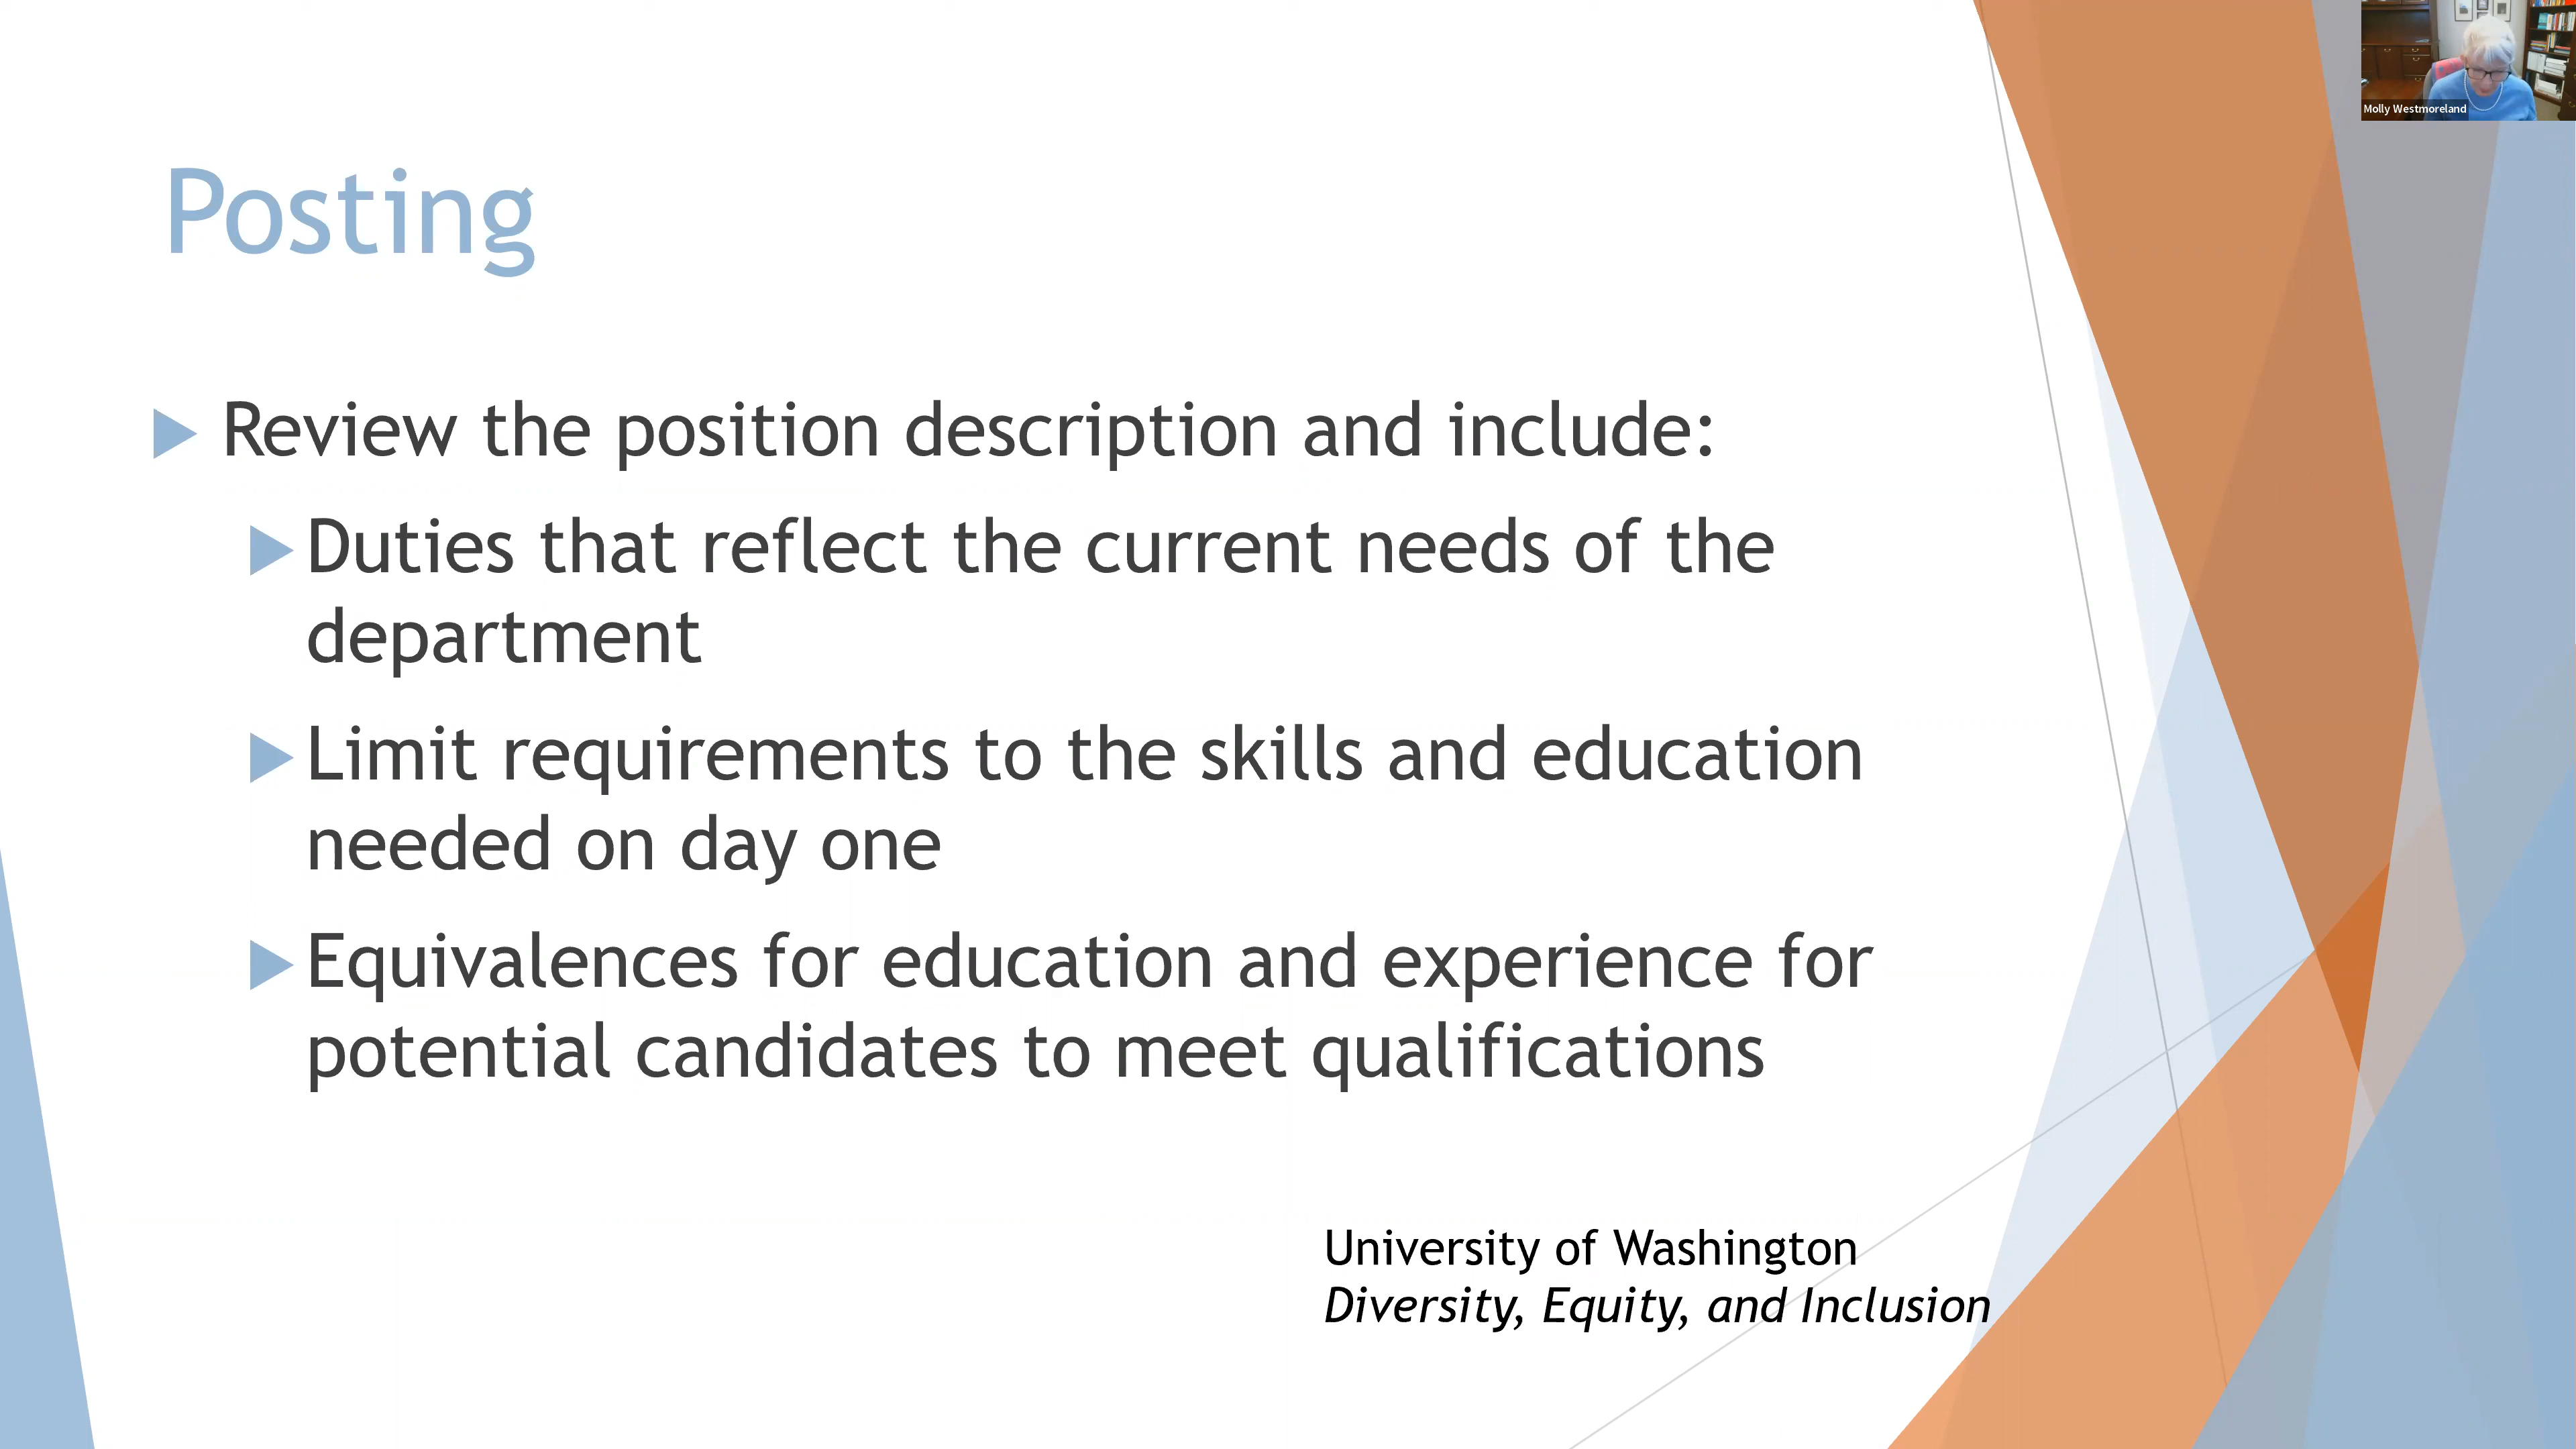 Molly Westmoreland
Posting
Review the position description and include:
Duties that reflect the current needs of the
department
Limit requirements to the skills and education
needed on day one
Equivalences for education and experience for
potential candidates to meet qualifications
University of Washington
Diversity, Equity, and Inclusion